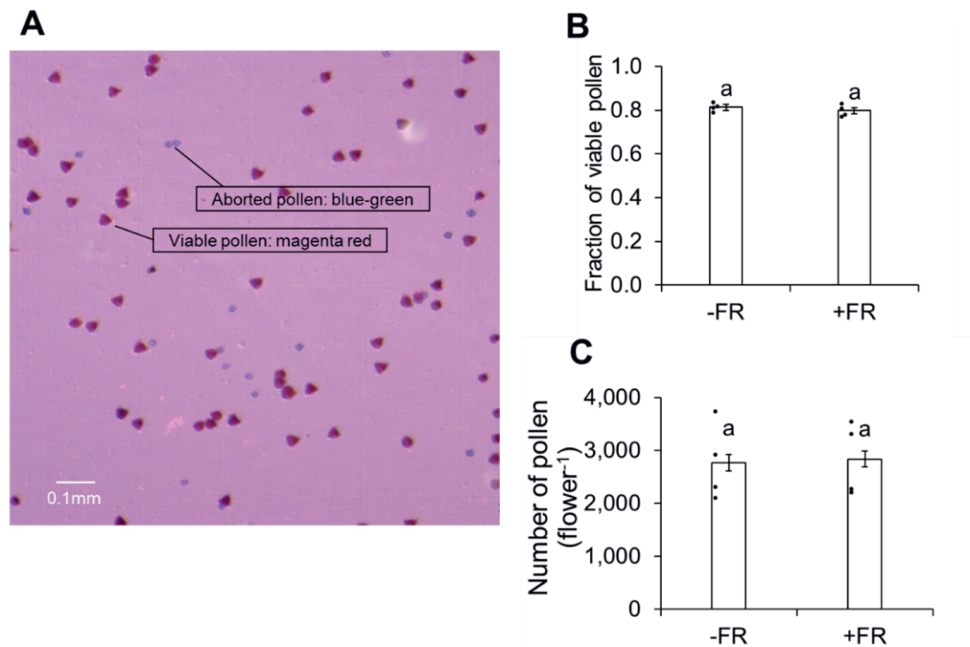 A
Aborted pollen: blue-green
Viable pollen: magenta red
0.1mm
B
Fraction of viable pollen
1.0
0.8
0.6
0.4
0.2
0.0
a
a
-FR
+FR
C
Number of pollen
(flower-1)
4,000
3,000
2,000
1,000
0
a
a
-FR
+FR